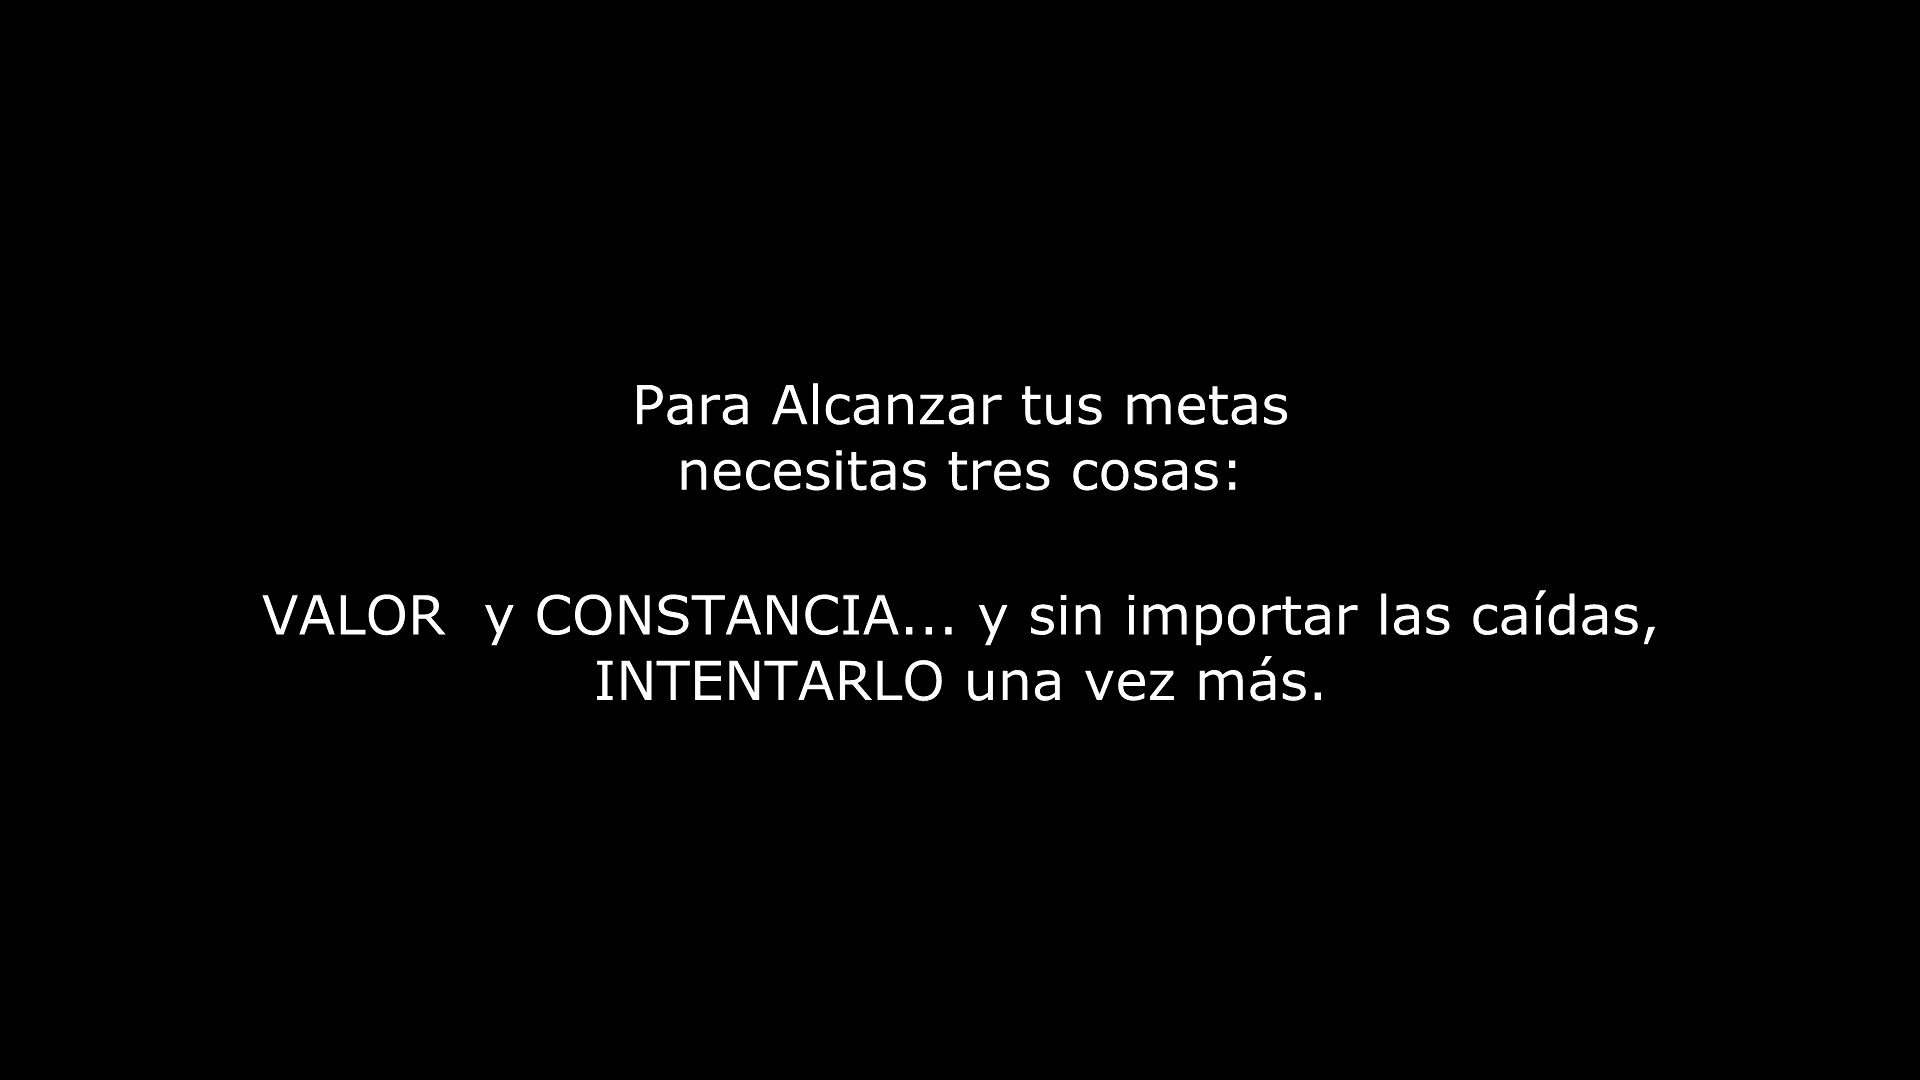 Para Alcanzar tus metas
necesitas tres cosas:
VALOR  y CONSTANCIA... y sin importar las caídas,
INTENTARLO una vez más.